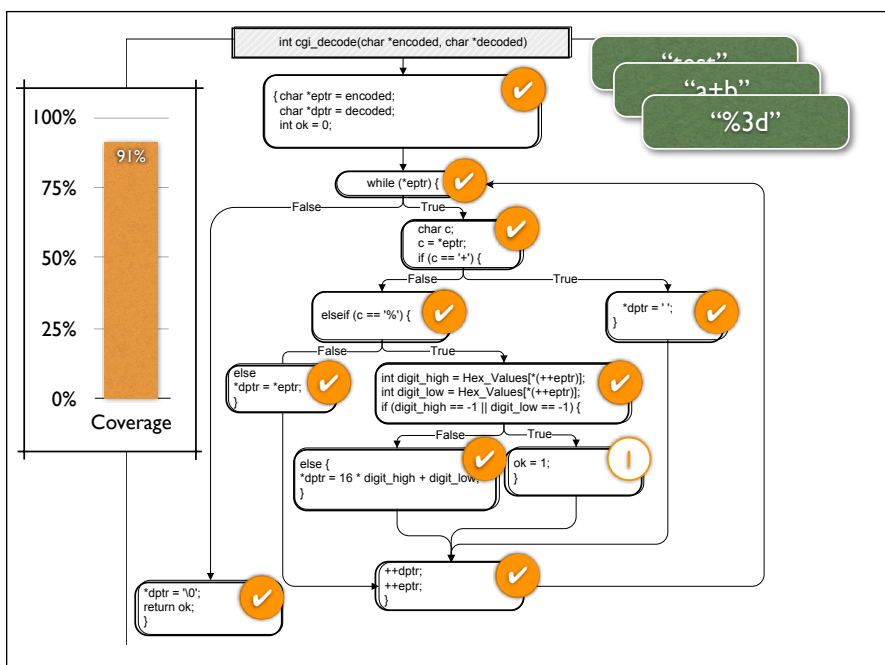 int cgi_decode(char *encoded, char *decoded)
"test"
"a+b"
"%3d"
{ char *eptr = encoded;
char *dptr = decoded;
int ok = 0;
100%
91%
75%
50%
25%
0%
Coverage
while (*eptr) {
False
True
char c;
c = *eptr;
if (c == '+') {
False
True
elseif (c == '%') {
*dptr = ' ';
}
False
True
else
*dptr = *eptr;
}
int digit_high = Hex_Values[*(++eptr)];
int digit_low = Hex_Values[*(++eptr)];
if (digit_high == -1 || digit_low == -1) {
False
True
else {
*dptr = 16 * digit_high + digit_low;
}
ok = 1;
}
1
++dptr;
++eptr;
}
*dptr = '\0';
return ok;
}